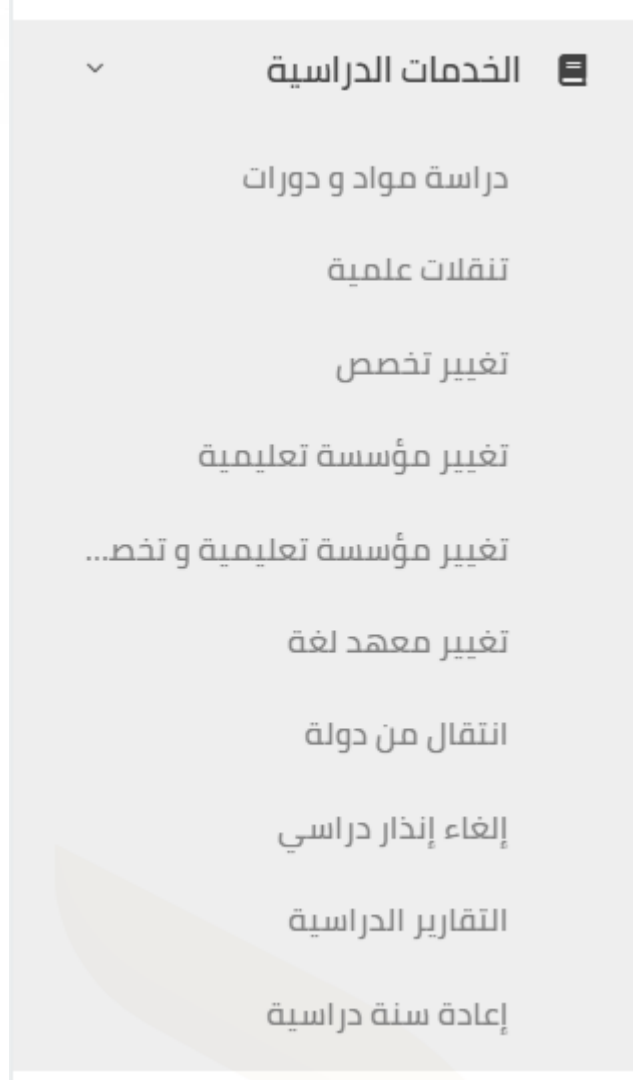 الخدمات الدراسية
دراسة مواد و دورات
تنقلات علمية
تغيير تخصص
تغيير مؤسسة تعليمية
تغيير مؤسسة تعليمية و تخصـ...
تغيير معهد لغة
انتقال من دولة
إلغاء إنذار دراسي
التقارير الدراسية
إعادة سنة دراسية